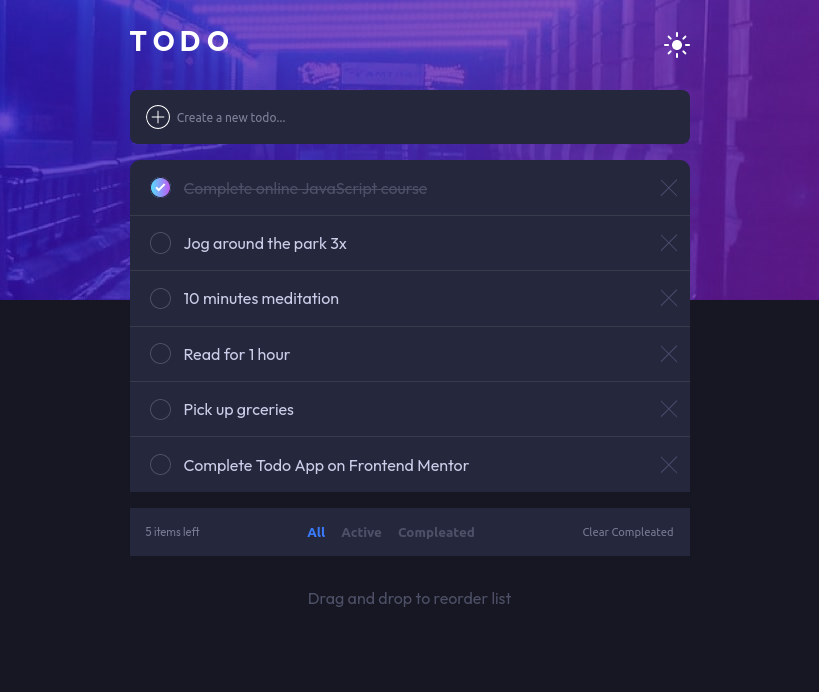 TODO
Create a new todo...
Complete online JavaScript course
Jog around the park 3x
10 minutes meditation
Read for 1 hour
Pick up grceries
Complete Todo App on Frontend Mentor
5 items left All Active Compleated Clear Compleated
Drag and drop to reorder list